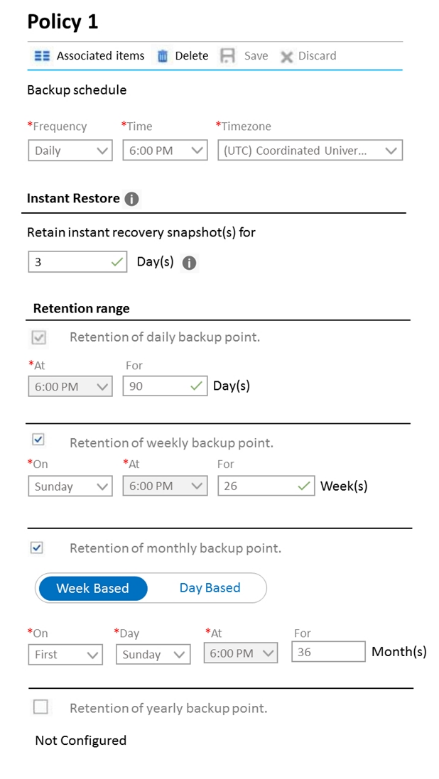 Policy 1
Associated items Delete Save Discard
Backup schedule
*Frequency *Time *Timezone
Daily 6:00 PM (UTC) Coordinated Univer...
Instant Restore
Retain instant recovery snapshot(s) for
3 Day(s)
Retention range
Retention of daily backup point.
*At For
6:00 PM 90 Day(s)
Retention of weekly backup point.
*On *At For
Sunday 6:00 PM 26 Week(s)
Retention of monthly backup point.
Week Based Day Based
*On *Day *At For
First Sunday 6:00 PM 36 Month(s)
Retention of yearly backup point.
Not Configured